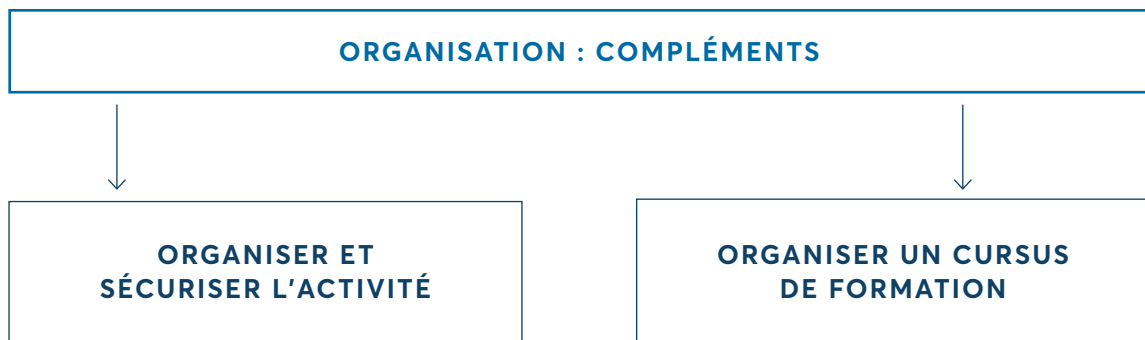 ORGANISATION : COMPLÉMENTS
ORGANISER ET
SÉCURISER L'ACTIVITÉ
ORGANISER UN CURSUS
DE FORMATION